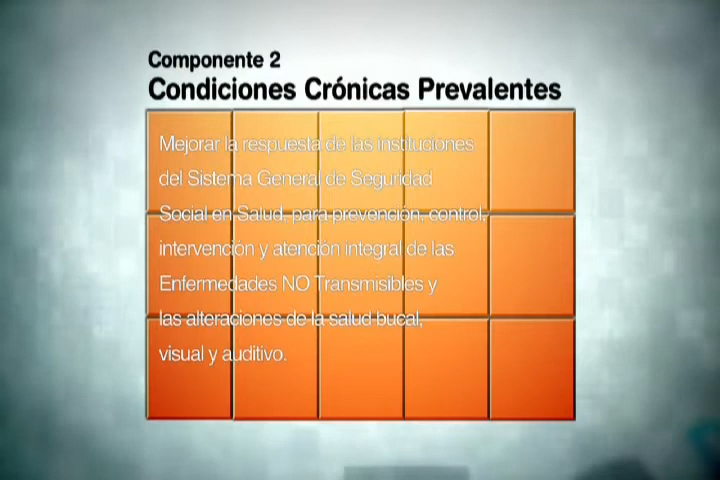 Componente 2
Condiciones Crónicas Prevalentes
Mejorar la respuesta de las instituciones
del Sistema General de Seguridad
Social en Salud, para prevención, control,
intervención y atención integral de las
Enfermedades NO Transmisibles y
las alteraciones de la salud bucal,
visual y auditivo.